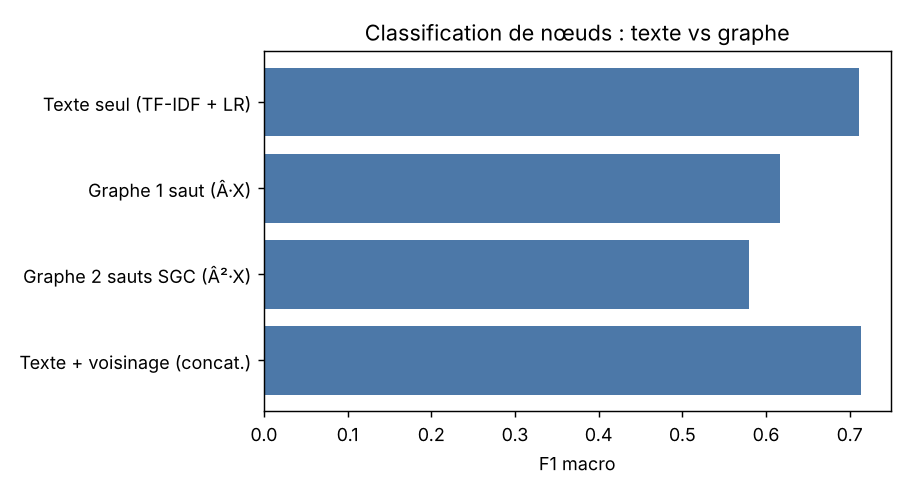 Classification de nœuds : texte vs graphe
Texte seul (TF-IDF + LR)
Graphe 1 saut (Â·X)
Graphe 2 sauts SGC (Â²·X)
Texte + voisinage (concat.)
0.0 0.1 0.2 0.3 0.4 0.5 0.6 0.7
F1 macro